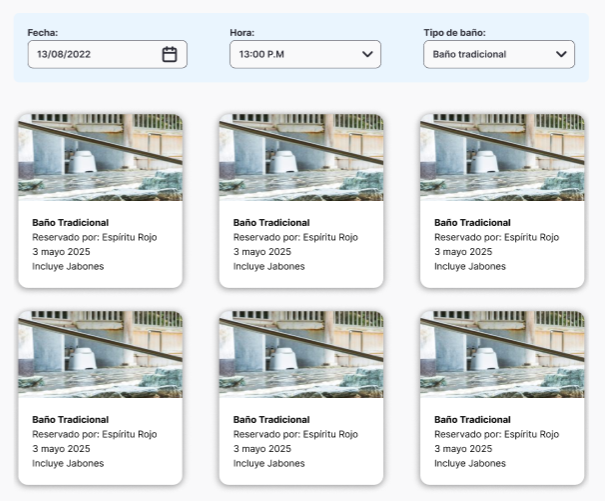 Fecha: Hora: Tipo de baño:
13/08/2022 13:00 P.M Baño tradicional
Baño Tradicional
Reservado por: Espíritu Rojo
3 mayo 2025
Incluye Jabones
Baño Tradicional
Reservado por: Espíritu Rojo
3 mayo 2025
Incluye Jabones
Baño Tradicional
Reservado por: Espíritu Rojo
3 mayo 2025
Incluye Jabones
Baño Tradicional
Reservado por: Espíritu Rojo
3 mayo 2025
Incluye Jabones
Baño Tradicional
Reservado por: Espíritu Rojo
3 mayo 2025
Incluye Jabones
Baño Tradicional
Reservado por: Espíritu Rojo
3 mayo 2025
Incluye Jabones